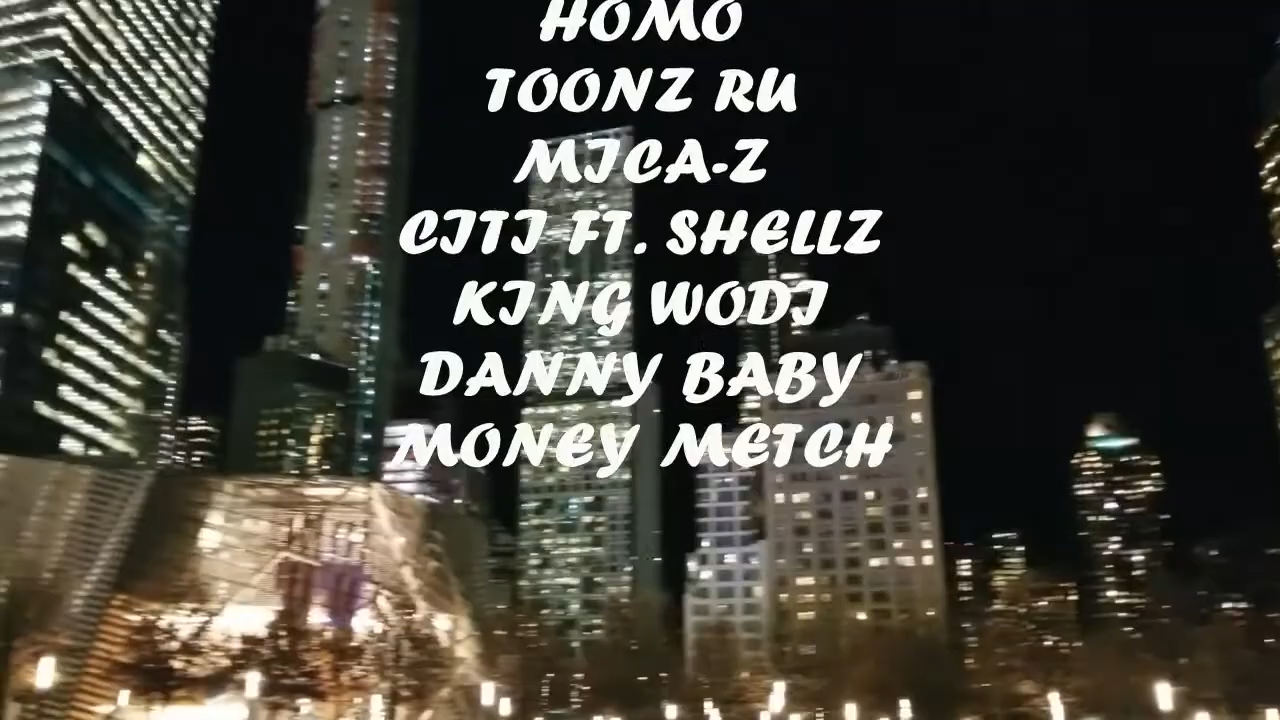 HOMO
TOONZ RU
MICA-Z
CITI FT. SHELLZ
KING WODI
DANNY BABY
MONEY METCH